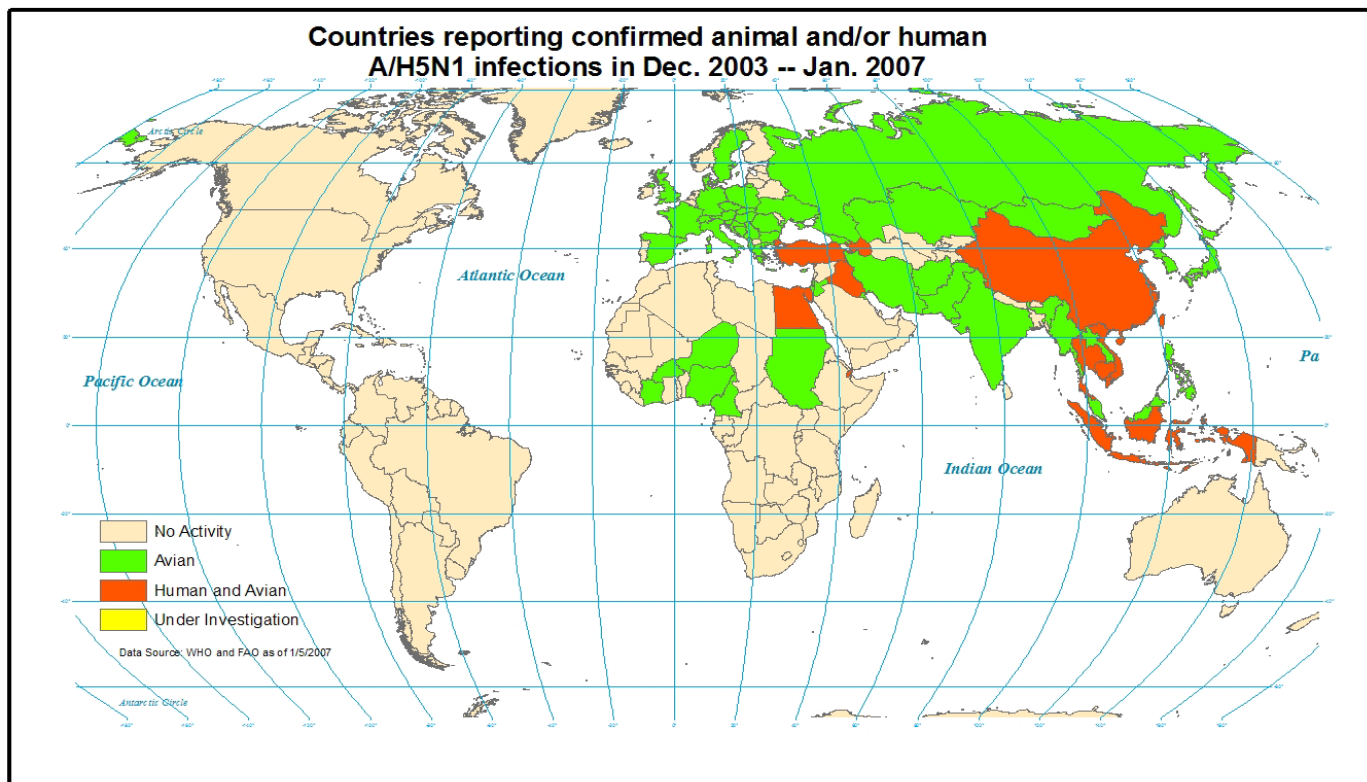 Countries reporting confirmed animal and/or human
A/H5N1 infections in Dec. 2003 -- Jan. 2007
Arctic Circle
Atlantic Ocean
Pacific Ocean
Pa
Indian Ocean
No Activity
Avian
Human and Avian
Under Investigation
Data Source: WHO and FAO as of 1/5/2007
Antarctic Circle